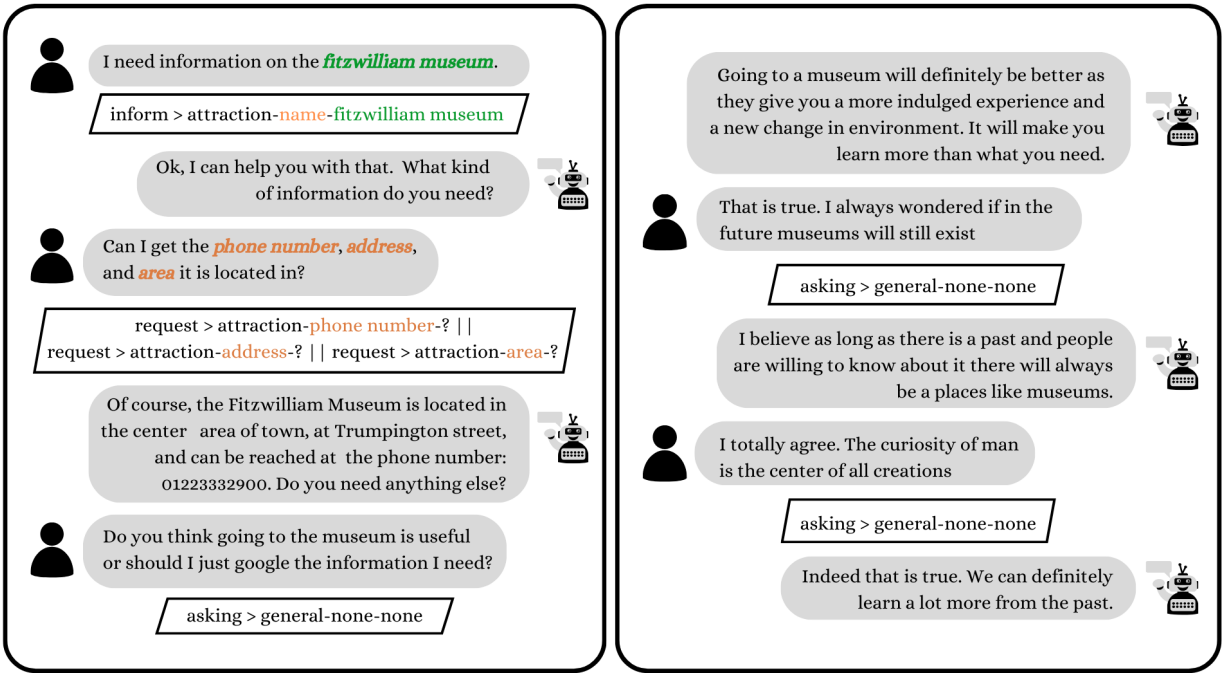 I need information on the fitzwilliam museum.
inform > attraction-name-fitzwilliam museum
Ok, I can help you with that. What kind
of information do you need?
Can I get the phone number, address,
and area it is located in?
request > attraction-phone number-? ||
request > attraction-address-? || request > attraction-area-?
Of course, the Fitzwilliam Museum is located in
the center area of town, at Trumpington street,
and can be reached at the phone number:
01223332900. Do you need anything else?
Do you think going to the museum is useful
or should I just google the information I need?
asking > general-none-none
Going to a museum will definitely be better as
they give you a more indulged experience and
a new change in environment. It will make you
learn more than what you need.
That is true. I always wondered if in the
future museums will still exist
asking > general-none-none
I believe as long as there is a past and people
are willing to know about it there will always
be a places like museums.
I totally agree. The curiosity of man
is the center of all creations
asking > general-none-none
Indeed that is true. We can definitely
learn a lot more from the past.